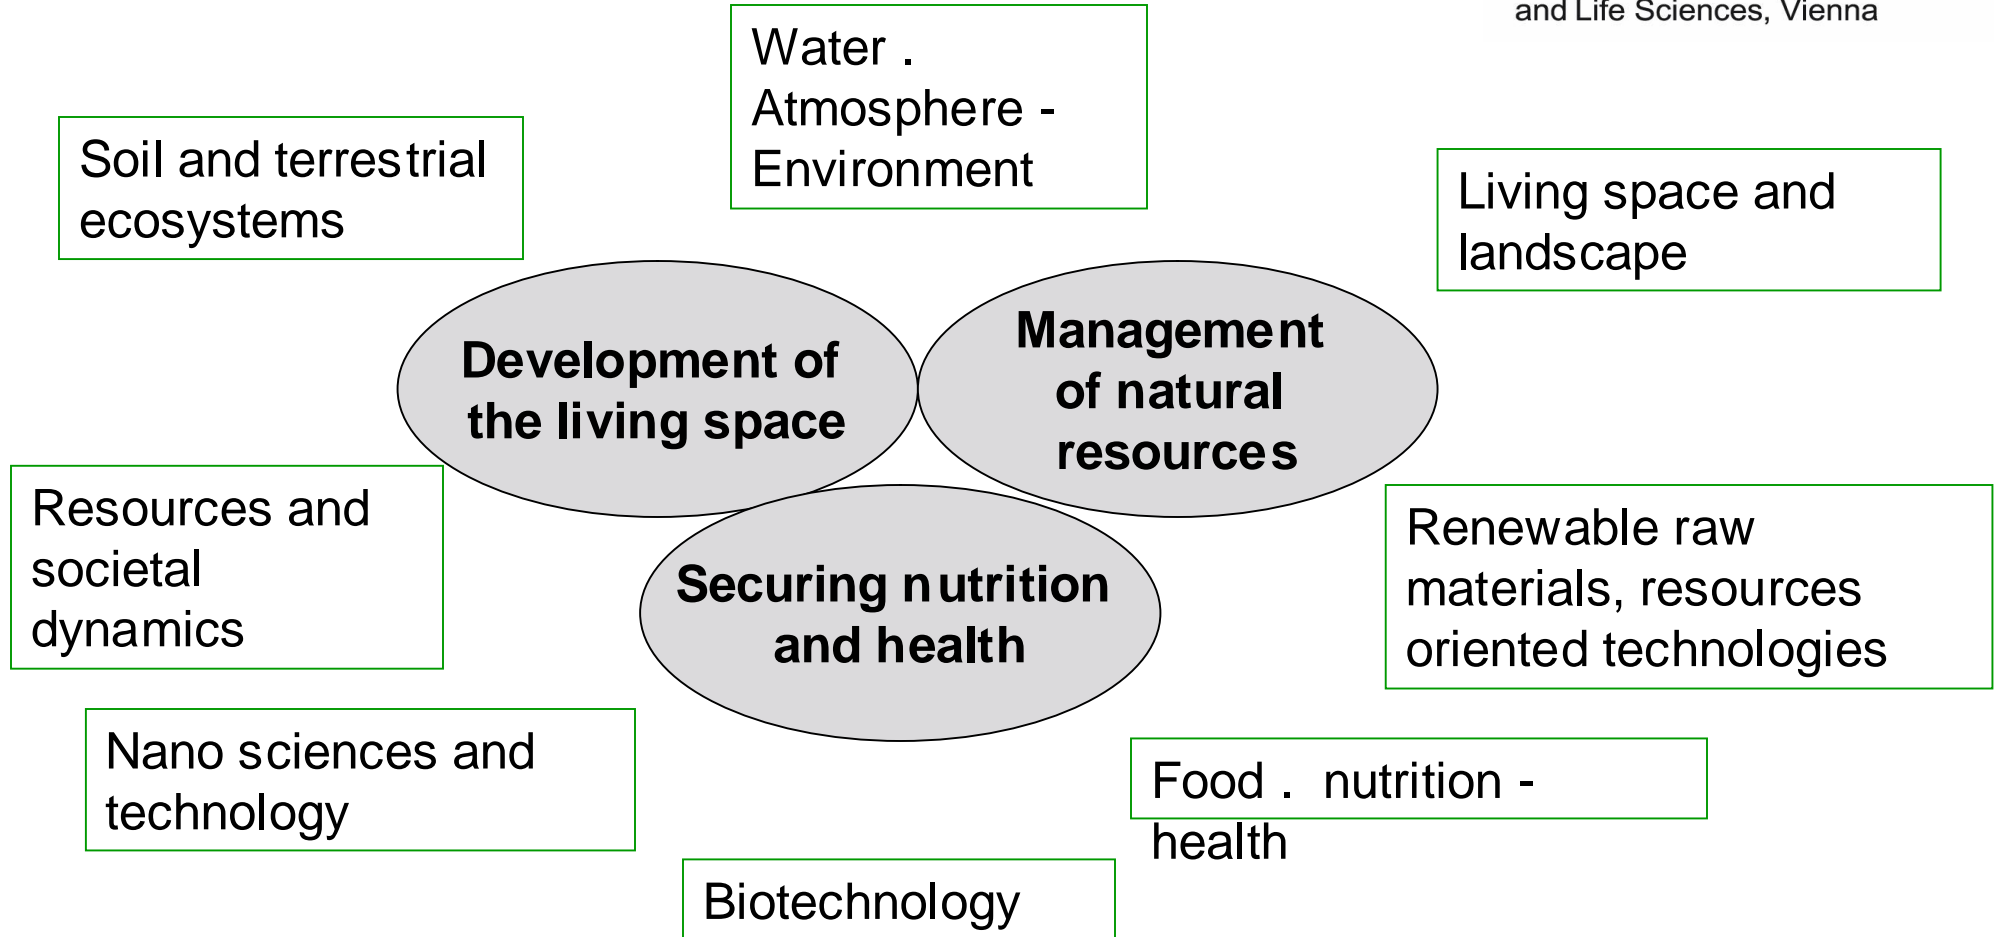 and Life Sciences, Vienna
Water .
Atmosphere -
Environment
Soil and terrestrial
ecosystems
Living space and
landscape
Development of
the living space
Management
of natural
resources
Resources and
societal
dynamics
Securing nutrition
and health
Renewable raw
materials, resources
oriented technologies
Nano sciences and
technology
Food . nutrition -
health
Biotechnology